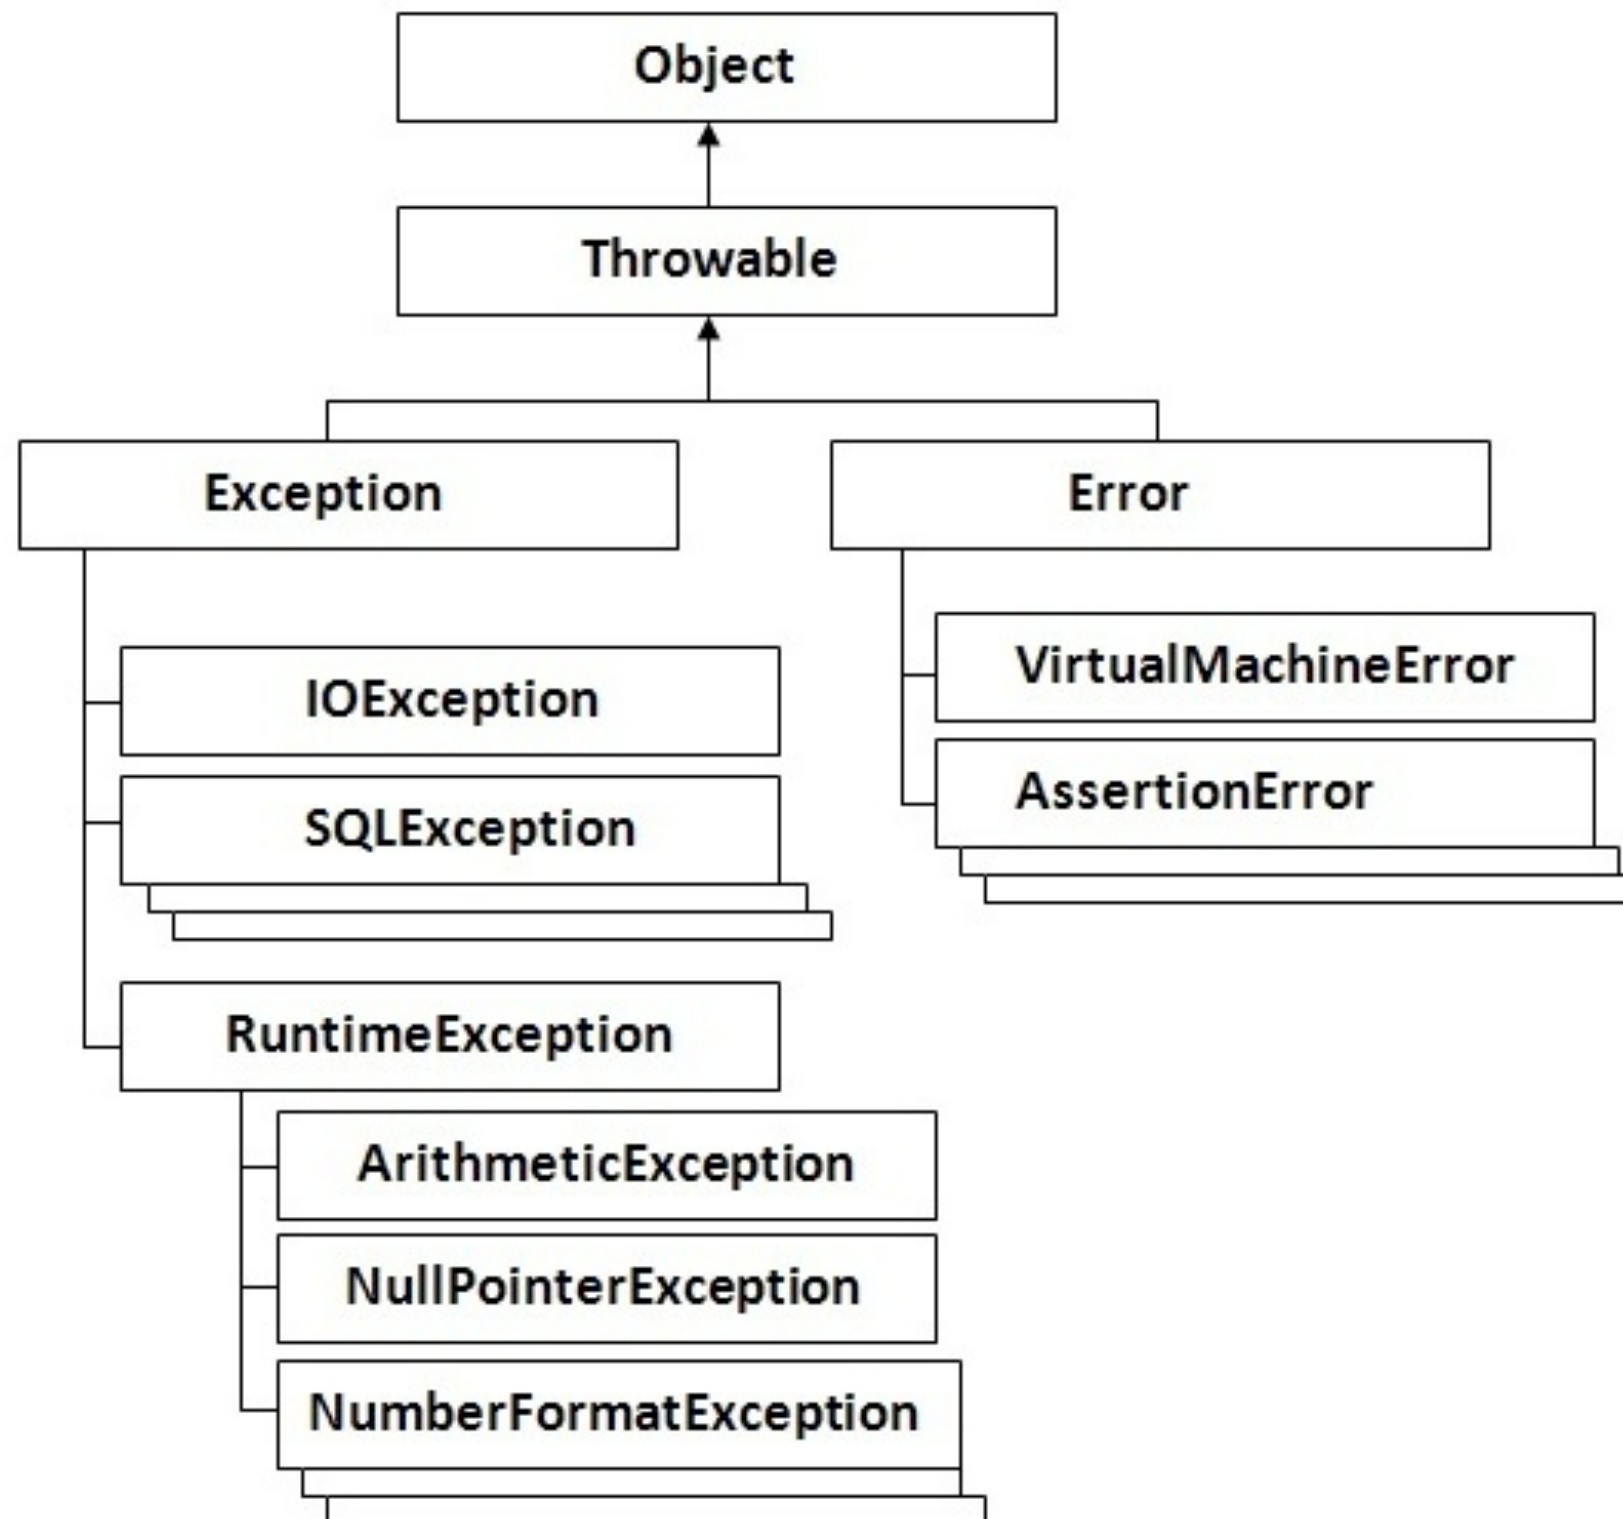 Object
Throwable
Exception
Error
IOException
SQLException
RuntimeException
ArithmeticException
NullPointerException
NumberFormatException
VirtualMachineError
AssertionError